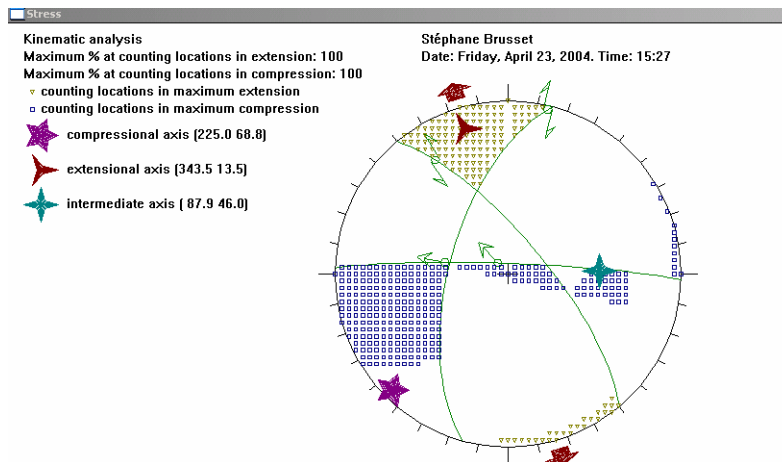 Stress
Kinematic analysis
Maximum % at counting locations in extension: 100
Maximum % at counting locations in compression: 100
counting locations in maximum extension
counting locations in maximum compression
compressional axis (225.0 68.8)
extensional axis (343.5 13.5)
intermediate axis ( 87.9 46.0)
Stéphane Brusset
Date: Friday, April 23, 2004. Time: 15:27